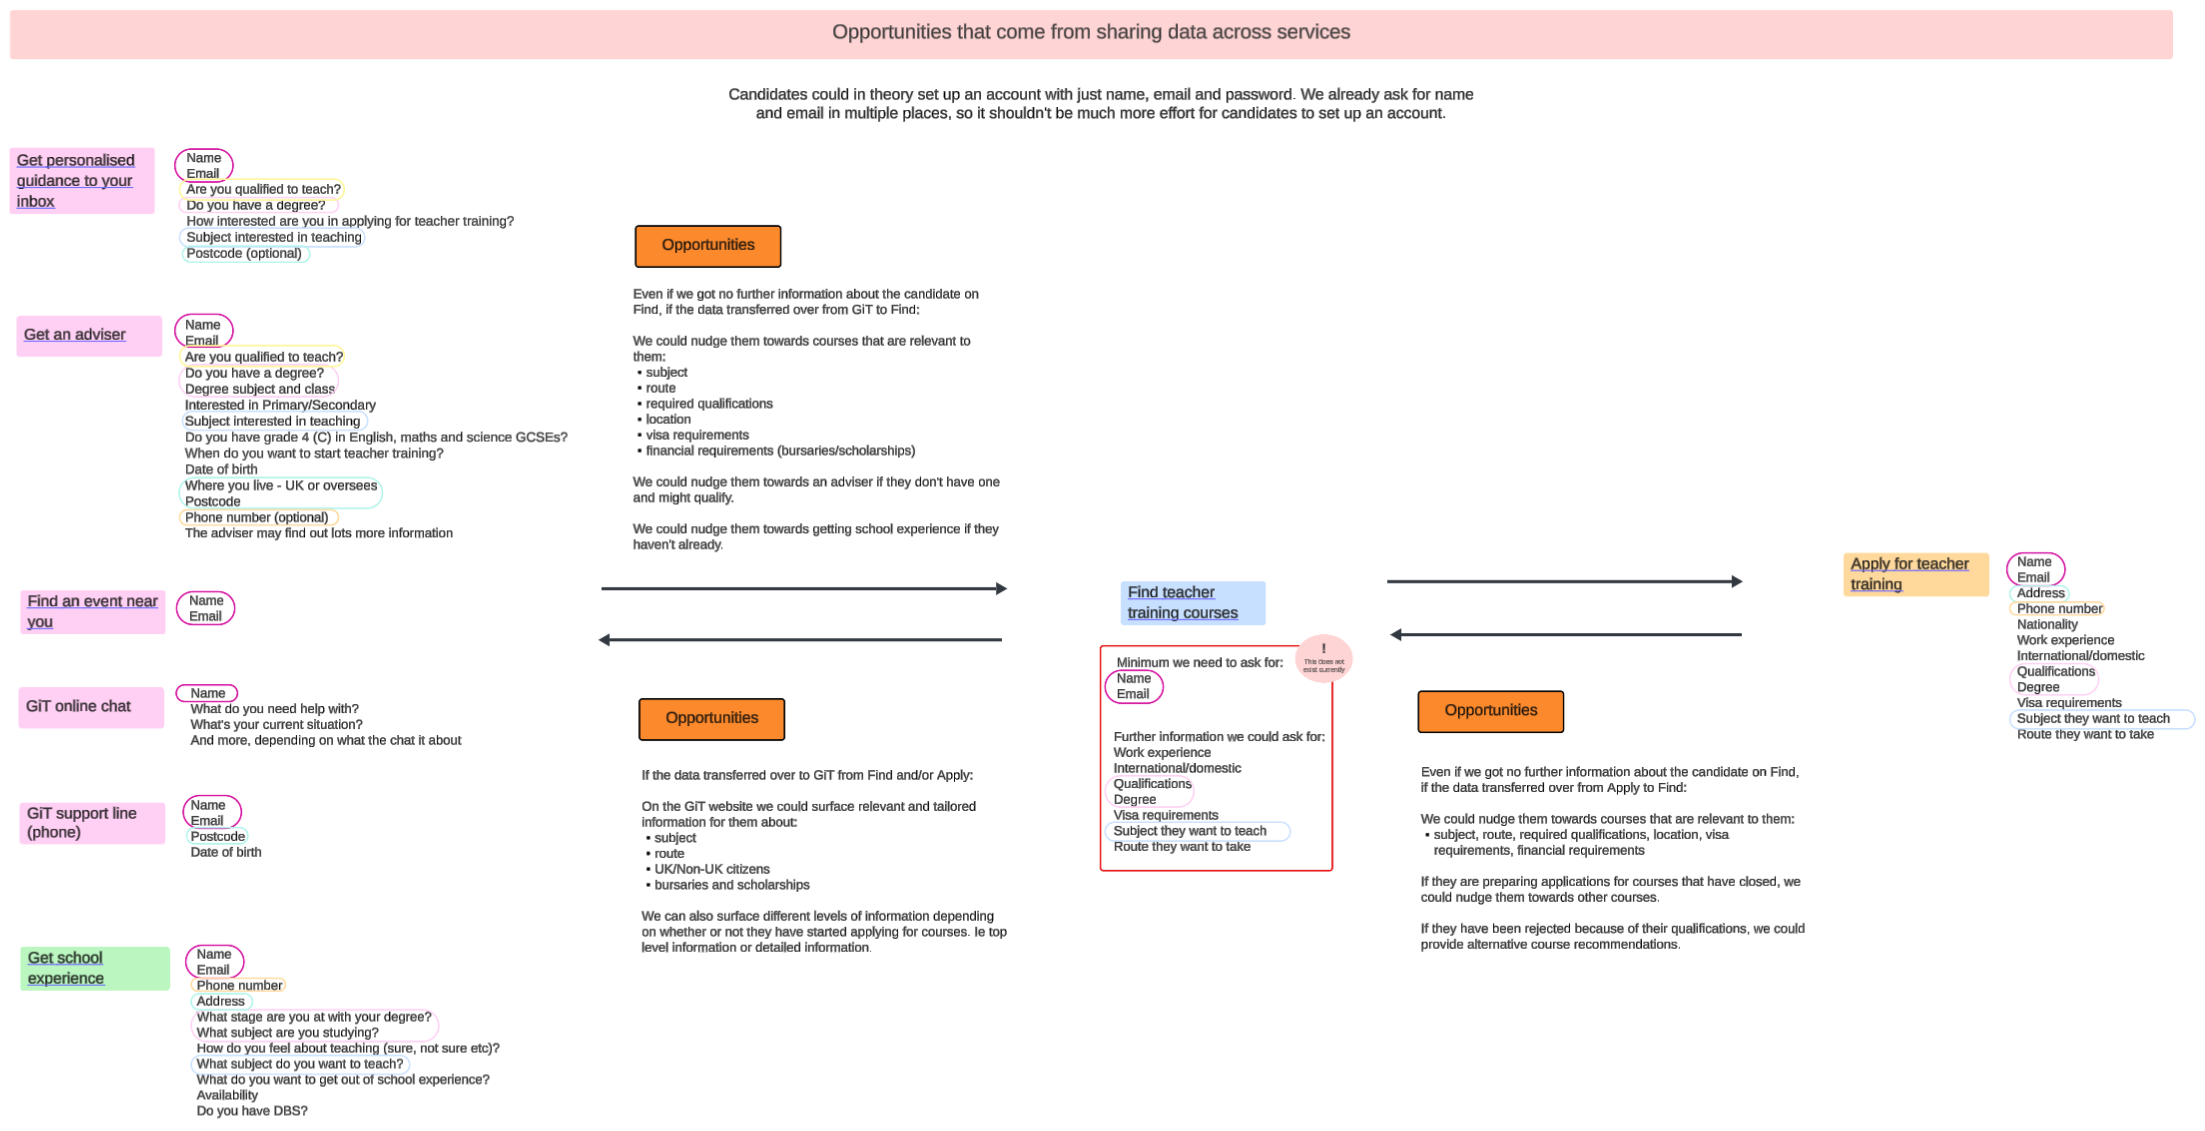 Opportunities that come from sharing data across services
Candidates could in theory set up an account with just name, email and password. We already ask for name
and email in multiple places, so it shouldn't be much more effort for candidates to set up an account.
Get personalised
guidance to your
inbox
Name
Email
Are you qualified to teach?
Do you have a degree?
How interested are you in applying for teacher training?
Subject interested in teaching
Postcode (optional)
Get an adviser
Name
Email
Are you qualified to teach?
Do you have a degree?
Degree subject and class
Interested in Primary/Secondary
Subject interested in teaching
Do you have grade 4 (C) in English, maths and science GCSEs?
When do you want to start teacher training?
Date of birth
Where you live - UK or oversees
Postcode
Phone number (optional)
The adviser may find out lots more information
Find an event near
you
Name
Email
GiT online chat
Name
What do you need help with?
What's your current situation?
And more, depending on what the chat it about
GiT support line
(phone)
Name
Email
Postcode
Date of birth
Get school
experience
Name
Email
Phone number
Address
What stage are you at with your degree?
What subject are you studying?
How do you feel about teaching (sure, not sure etc)?
What subject do you want to teach?
What do you want to get out of school experience?
Availability
Do you have DBS?
Opportunities
Even if we got no further information about the candidate on
Find, if the data transferred over from GiT to Find:
We could nudge them towards courses that are relevant to
them:
• subject
• route
• required qualifications
• location
• visa requirements
• financial requirements (bursaries/scholarships)
We could nudge them towards an adviser if they don't have one
and might qualify.
We could nudge them towards getting school experience if they
haven't already.
Opportunities
If the data transferred over to GiT from Find and/or Apply:
On the GiT website we could surface relevant and tailored
information for them about:
• subject
• route
• UK/Non-UK citizens
• bursaries and scholarships
We can also surface different levels of information depending
on whether or not they have started applying for courses. Ie top
level information or detailed information.
Find teacher
training courses
!
This does not
exist currently
Minimum we need to ask for:
Name
Email
Further information we could ask for:
Work experience
International/domestic
Qualifications
Degree
Visa requirements
Subject they want to teach
Route they want to take
Opportunities
Even if we got no further information about the candidate on Find,
if the data transferred over from Apply to Find:
We could nudge them towards courses that are relevant to them:
• subject, route, required qualifications, location, visa
requirements, financial requirements
If they are preparing applications for courses that have closed, we
could nudge them towards other courses.
If they have been rejected because of their qualifications, we could
provide alternative course recommendations.
Apply for teacher
training
Name
Email
Address
Phone number
Nationality
Work experience
International/domestic
Qualifications
Degree
Visa requirements
Subject they want to teach
Route they want to take